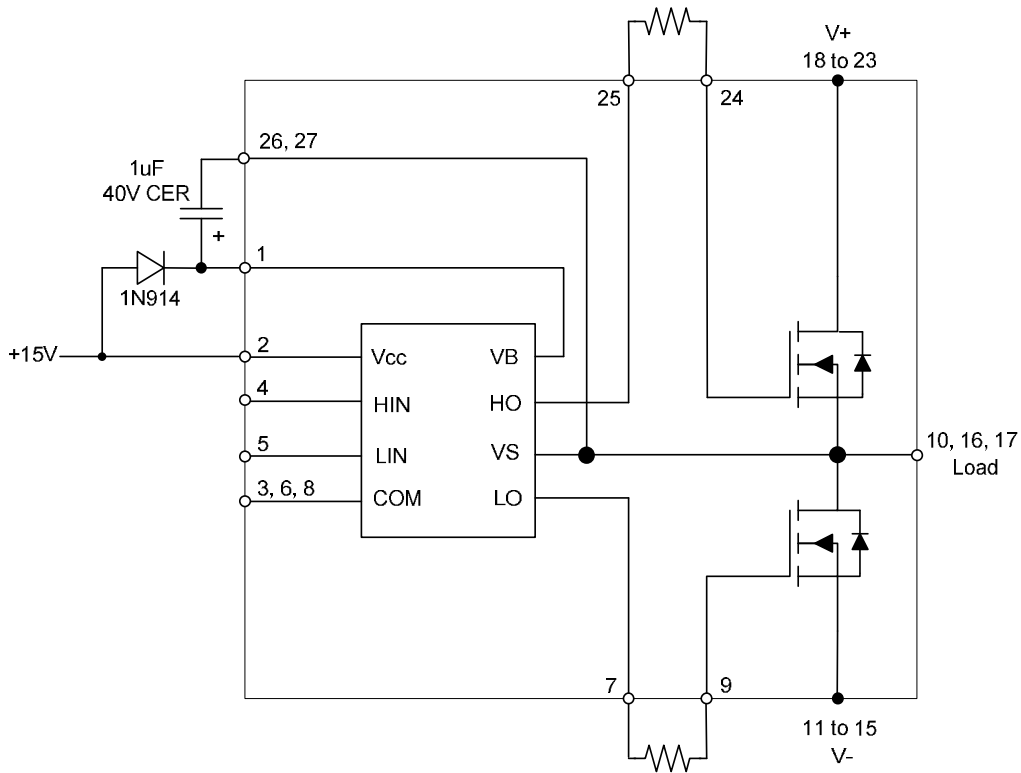 V+
18 to 23
25
24
26, 27
1uF
40V CER
+
1
1N914
+15V
2
Vcc
VB
4
HIN
HO
5
LIN
VS
10, 16, 17
Load
3, 6, 8
COM
LO
7
9
11 to 15
V-